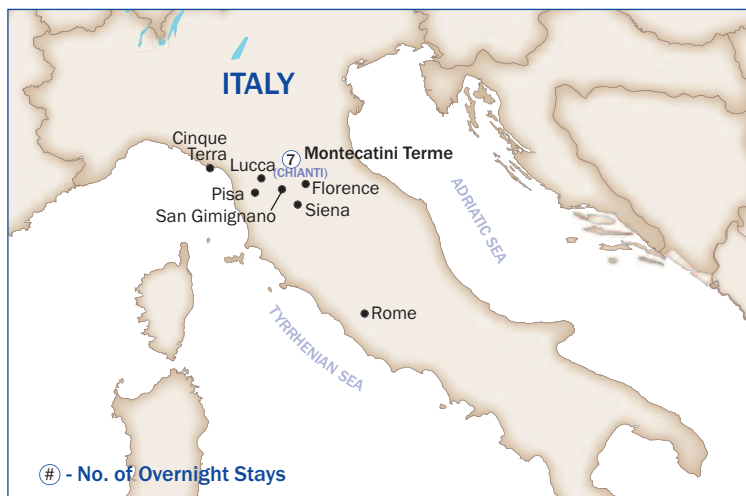 ITALY
Cinque
Terra
Lucca
7
Montecatini Terme
(CHIANTI)
Pisa
Florence
San Gimignano
Siena
ADRIATIC SEA
Rome
TYRRHENIAN SEA
# - No. of Overnight Stays